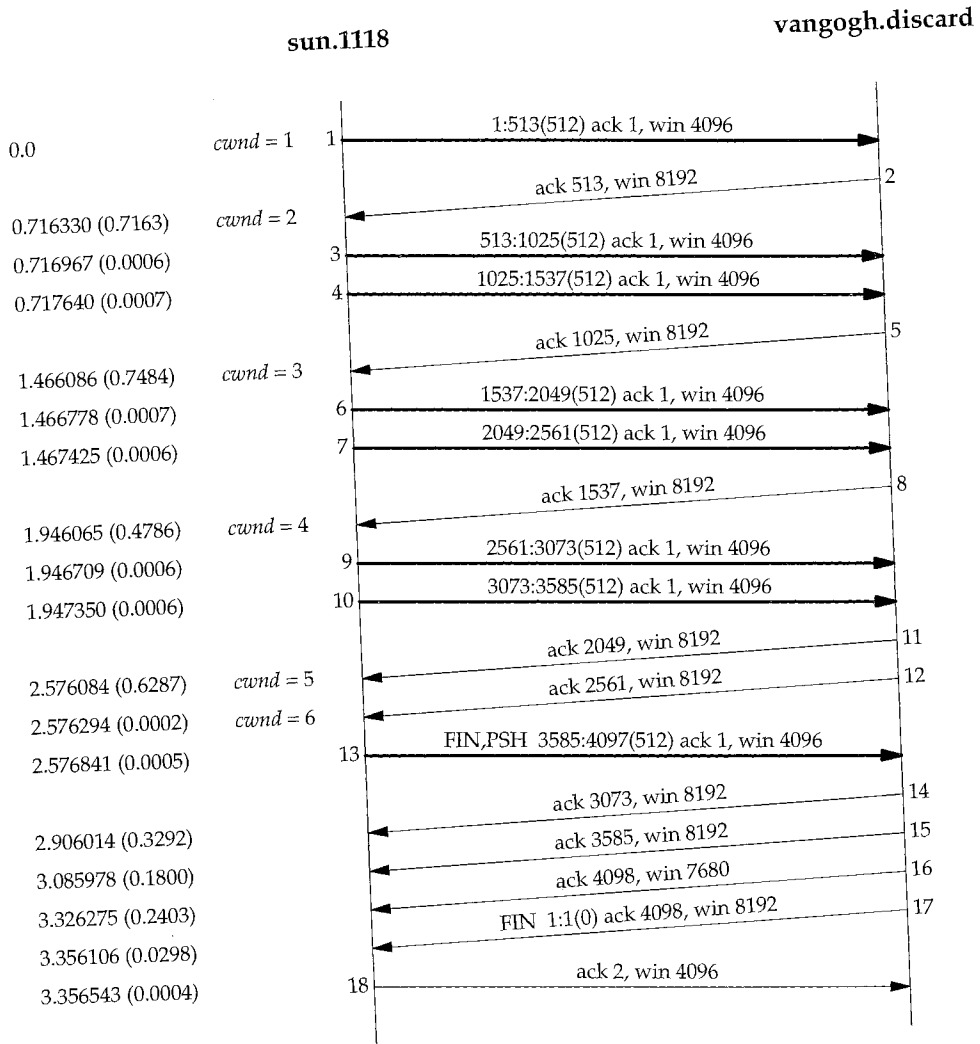 sun.1118 vangogh.discard
0.0 cwnd = 1 1 1:513(512) ack 1, win 4096
ack 513, win 8192 2
0.716330 (0.7163) cwnd = 2
0.716967 (0.0006) 3 513:1025(512) ack 1, win 4096
0.717640 (0.0007) 4 1025:1537(512) ack 1, win 4096
ack 1025, win 8192 5
1.466086 (0.7484) cwnd = 3
1.466778 (0.0007) 6 1537:2049(512) ack 1, win 4096
1.467425 (0.0006) 7 2049:2561(512) ack 1, win 4096
ack 1537, win 8192 8
1.946065 (0.4786) cwnd = 4
1.946709 (0.0006) 9 2561:3073(512) ack 1, win 4096
1.947350 (0.0006) 10 3073:3585(512) ack 1, win 4096
ack 2049, win 8192 11
2.576084 (0.6287) cwnd = 5
ack 2561, win 8192 12
2.576294 (0.0002) cwnd = 6
2.576841 (0.0005) 13 FIN,PSH 3585:4097(512) ack 1, win 4096
ack 3073, win 8192 14
2.906014 (0.3292)
ack 3585, win 8192 15
3.085978 (0.1800)
ack 4098, win 7680 16
3.326275 (0.2403)
FIN 1:1(0) ack 4098, win 8192 17
3.356106 (0.0298)
3.356543 (0.0004) 18 ack 2, win 4096